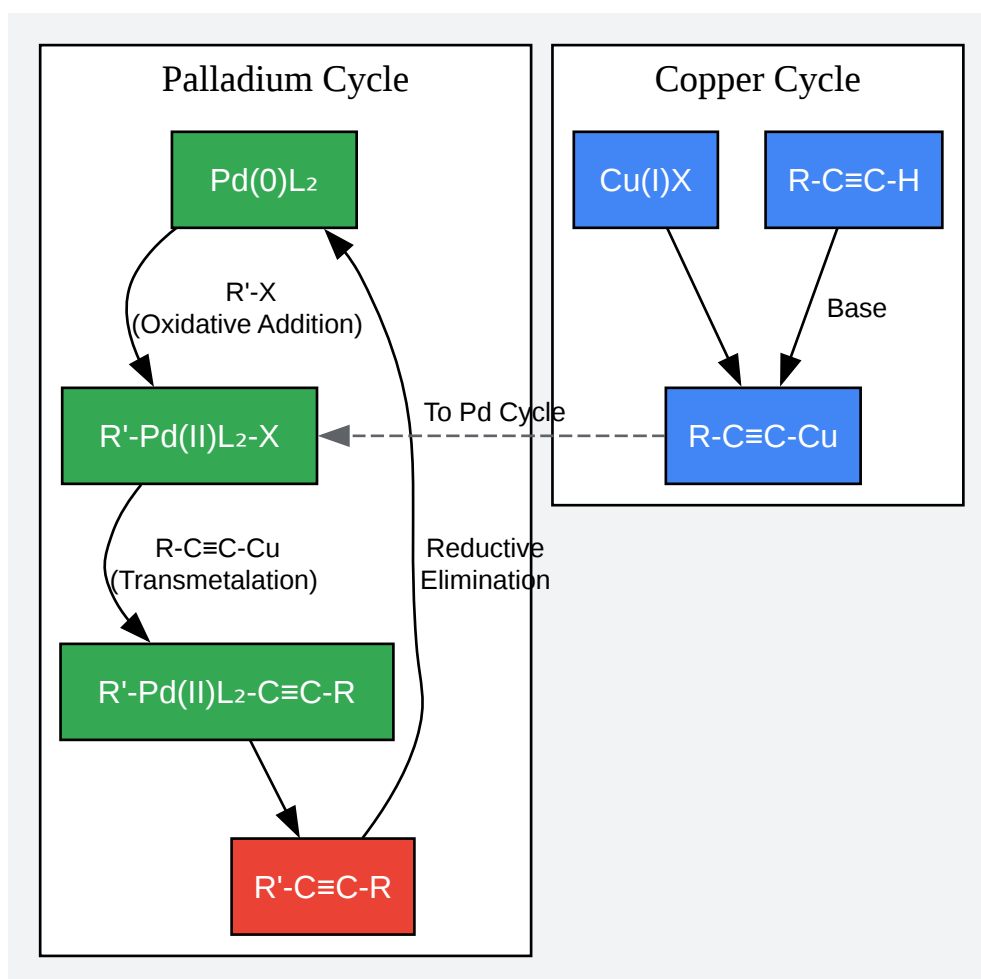 Palladium Cycle
Pd(0)L₂
R'-X
(Oxidative Addition)
R'-Pd(II)L₂-X
R-C≡C-Cu
(Transmetalation)
R'-Pd(II)L₂-C≡C-R
R'-C≡C-R
Reductive
Elimination
To Pd Cycle
Copper Cycle
Cu(I)X
R-C≡C-H
Base
R-C≡C-Cu